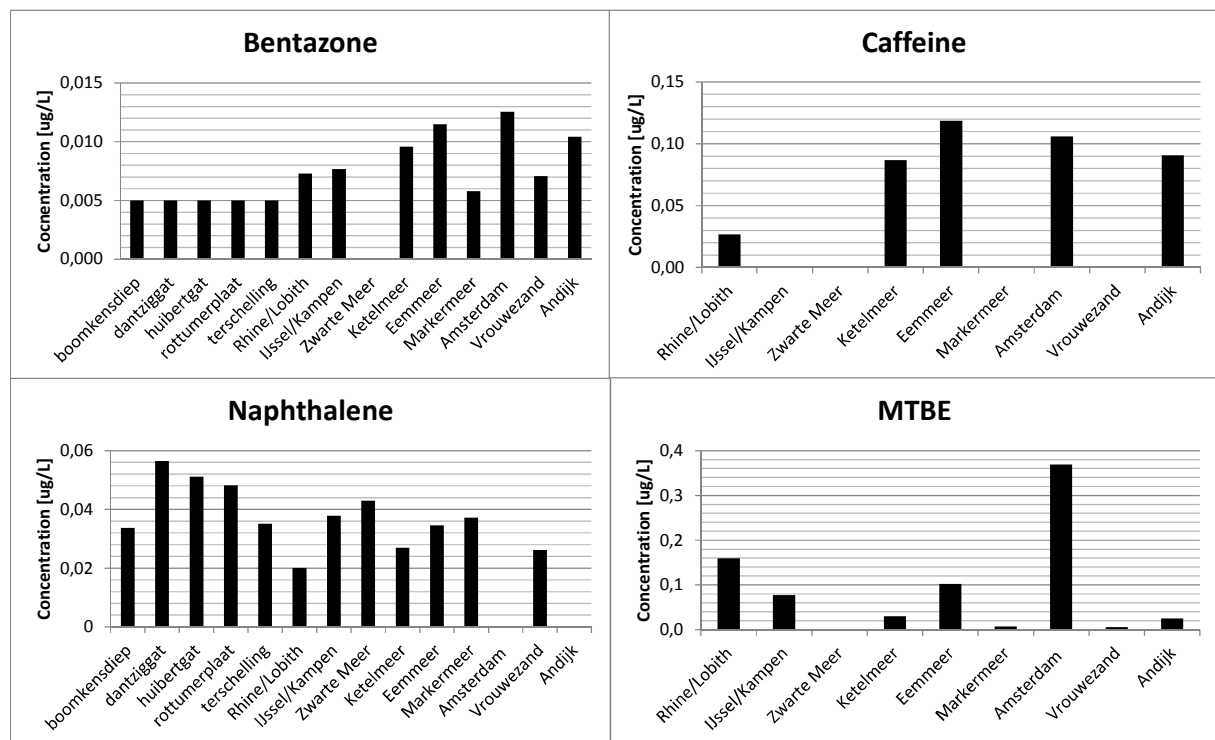 Bentazone
Cocnentration [ug/L]
0,015
0,010
0,005
0,000
boomkensdiep
dantziggat
huibertgat
rottumerplaat
terschelling
Rhine/Lobith
IJssel/Kampen
Zwarte Meer
Ketelmeer
Eemmeer
Markermeer
Amsterdam
Vrouwezand
Andijk
Caffeine
Concentration [ug/L]
0,15
0,10
0,05
0,00
Rhine/Lobith
IJssel/Kampen
Zwarte Meer
Ketelmeer
Eemmeer
Markermeer
Amsterdam
Vrouwezand
Andijk
Naphthalene
Concentration [ug/L]
0,06
0,04
0,02
0
boomkensdiep
dantziggat
huibertgat
rottumerplaat
terschelling
Rhine/Lobith
IJssel/Kampen
Zwarte Meer
Ketelmeer
Eemmeer
Markermeer
Amsterdam
Vrouwezand
Andijk
MTBE
Concentration [ug/L]
0,4
0,3
0,2
0,1
0,0
Rhine/Lobith
IJssel/Kampen
Zwarte Meer
Ketelmeer
Eemmeer
Markermeer
Amsterdam
Vrouwezand
Andijk